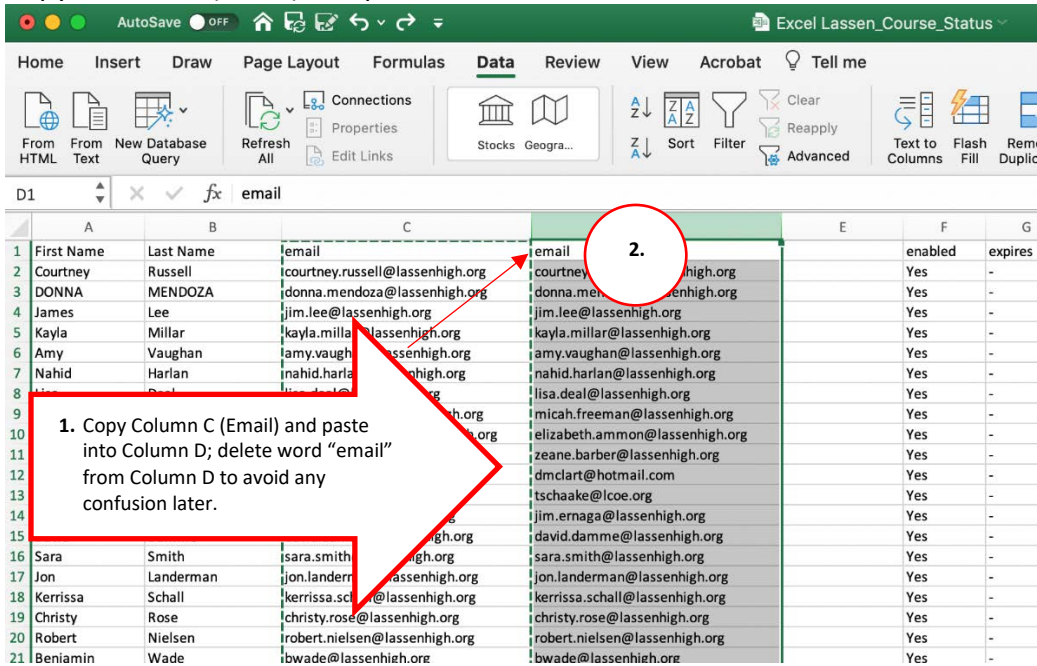 AutoSave OFF Excel Lassen_Course_Status
Home Insert Draw Page Layout Formulas Data Review View Acrobat Tell me
Connections Clear
Properties Reapply
Edit Links Advanced
From HTML From Text New Database Query Refresh All Stocks Geogra... Sort Filter Text to Columns Flash Fill
D1 fx email
A B C E F G
1 First Name Last Name email email 2. enabled expires
2 Courtney Russell courtney.russell@lassenhigh.org Yes -
3 DONNA MENDOZA donna.mendoza@lassenhigh.org Yes -
4 James Lee jim.lee@lassenhigh.org jim.lee@lassenhigh.org Yes -
5 Kayla Millar kayla.millar@lassenhigh.org Yes -
6 Amy Vaughan amy.vaughan@lassenhigh.org Yes -
7 Nahid Harlan nahid.harlan@lassenhigh.org Yes -
8 lisa.deal@lassenhigh.org Yes -
9 micah.freeman@lassenhigh.org Yes -
10 elizabeth.ammon@lassenhigh.org Yes -
11 zeane.barber@lassenhigh.org Yes -
12 dmclart@hotmail.com Yes -
13 tschaake@lcoe.org Yes -
14 jim.ernaga@lassenhigh.org Yes -
15 david.damme@lassenhigh.org Yes -
16 Sara Smith sara.smith@lassenhigh.org Yes -
17 Jon Landerman jon.landerman@lassenhigh.org Yes -
18 Kerrissa Schall kerrissa.schall@lassenhigh.org Yes -
19 Christy Rose christy.rose@lassenhigh.org christy.rose@lassenhigh.org Yes -
20 Robert Nielsen robert.nielsen@lassenhigh.org robert.nielsen@lassenhigh.org Yes -
21 Benjamin Wade bwade@lassenhigh.org bwade@lassenhigh.org Yes -
1. Copy Column C (Email) and paste
into Column D; delete word “email”
from Column D to avoid any
confusion later.